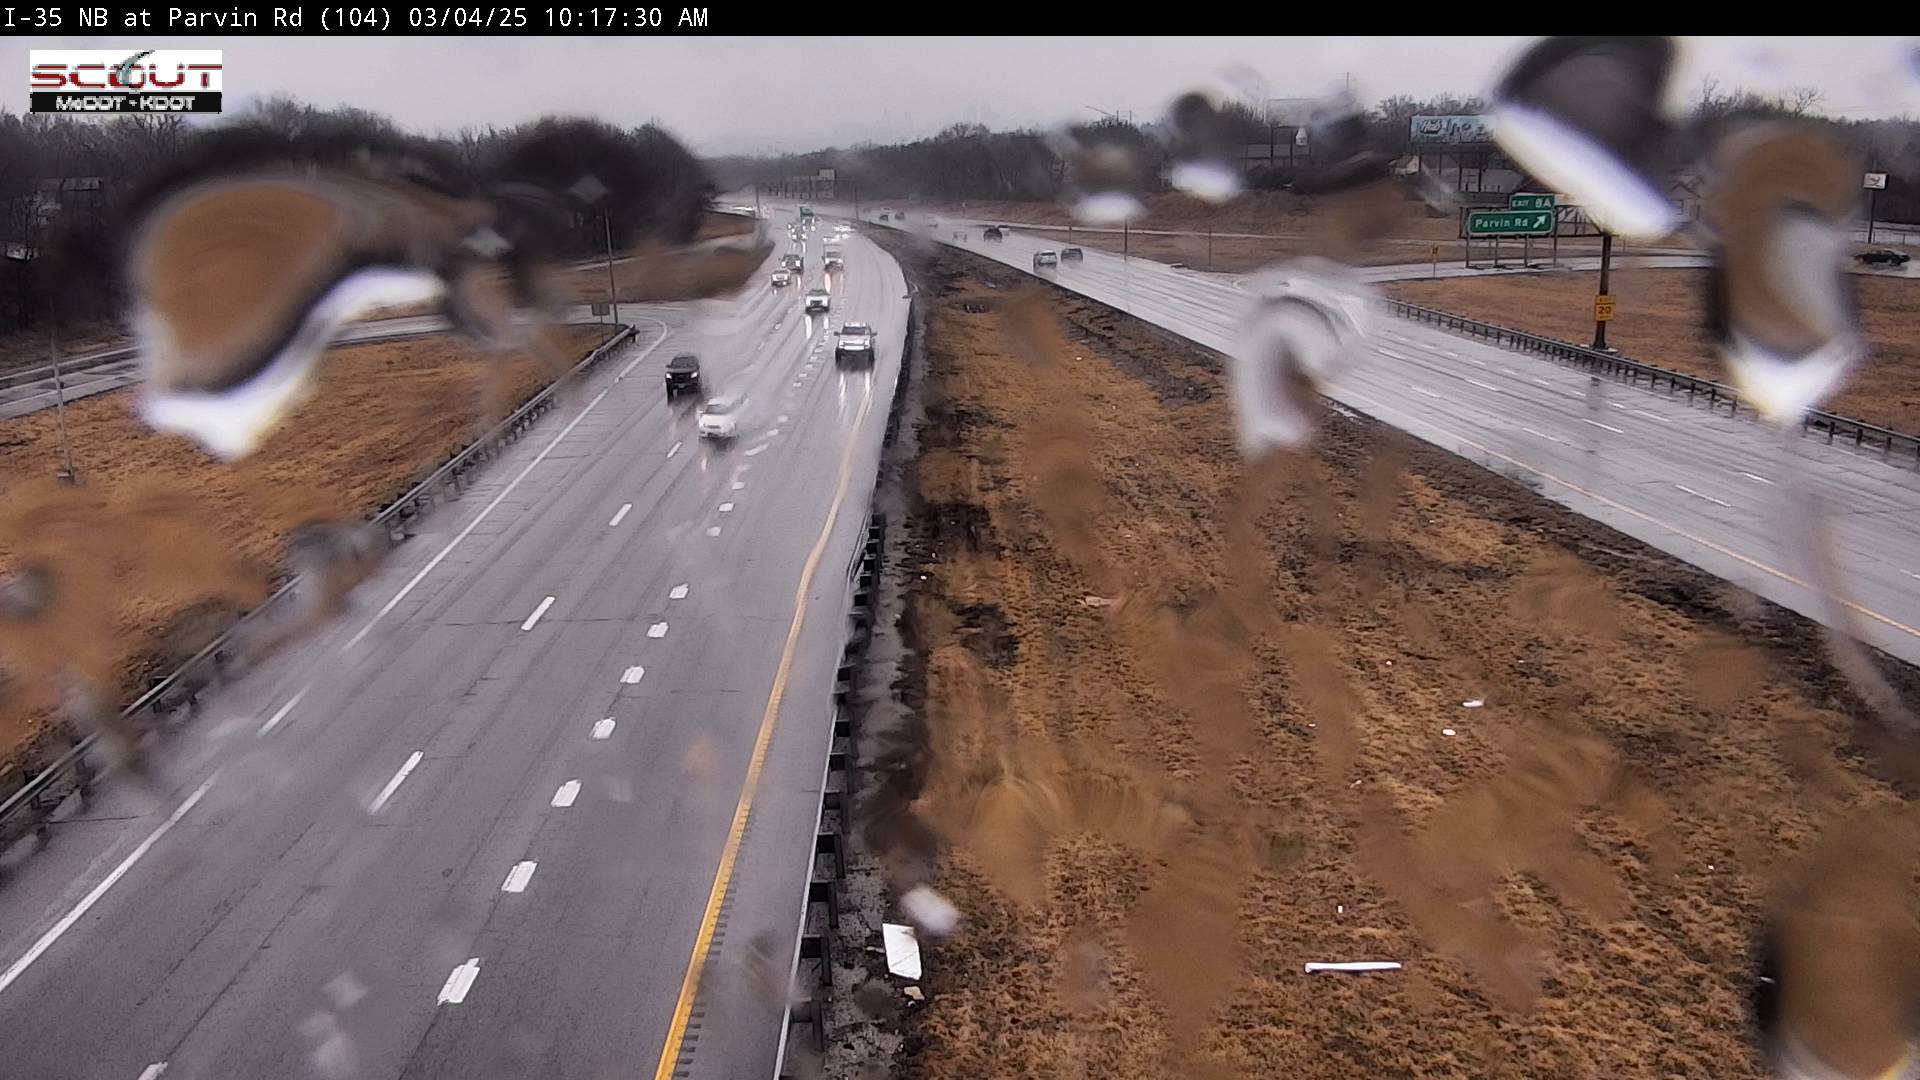 I-35 NB at Parvin Rd (104) 03/04/25 10:17:30 AM
SCOUT
MoDOT - KDOT
EXIT 8A
Parvin Rd
20